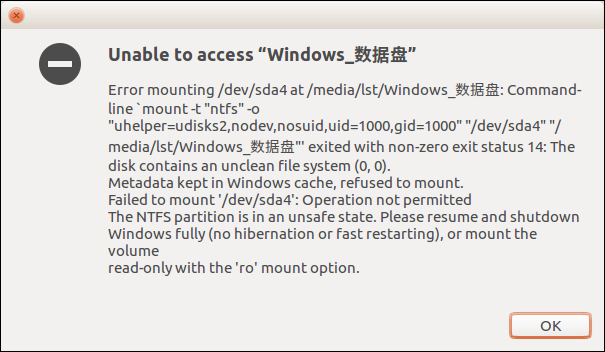 Unable to access “Windows_数据盘”
Error mounting /dev/sda4 at /media/lst/Windows_数据盘: Command-
line `mount -t "ntfs" -o
"uhelper=udisks2,nodev,nosuid,uid=1000,gid=1000" "/dev/sda4" "/
media/lst/Windows_数据盘"' exited with non-zero exit status 14: The
disk contains an unclean file system (0, 0).
Metadata kept in Windows cache, refused to mount.
Failed to mount '/dev/sda4': Operation not permitted
The NTFS partition is in an unsafe state. Please resume and shutdown
Windows fully (no hibernation or fast restarting), or mount the
volume
read-only with the 'ro' mount option.
OK